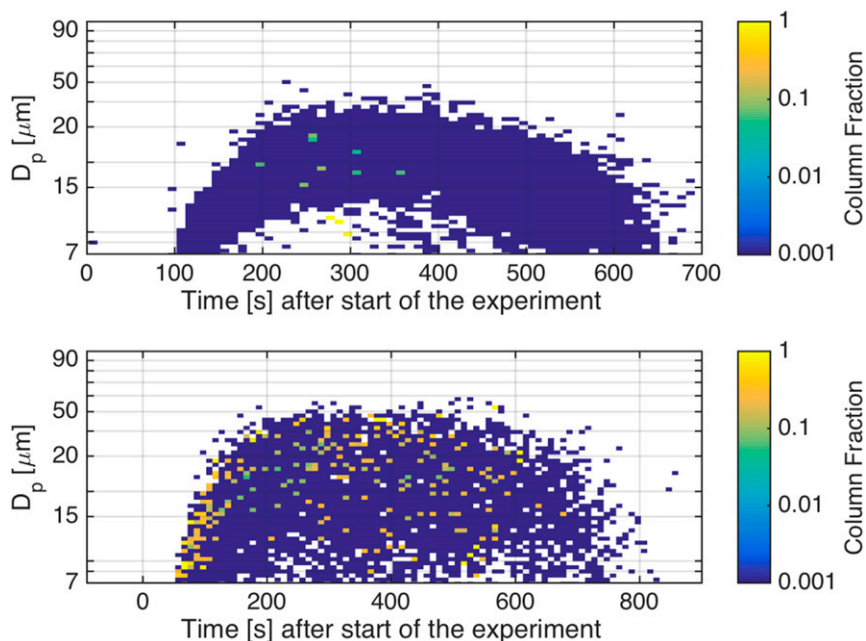 90
50
20
15
7
D_p [μm]
0 100 200 300 400 500 600 700
Time [s] after start of the experiment
1
0.1
0.01
0.001
Column Fraction
90
50
20
15
7
D_p [μm]
0 200 400 600 800
Time [s] after start of the experiment
1
0.1
0.01
0.001
Column Fraction